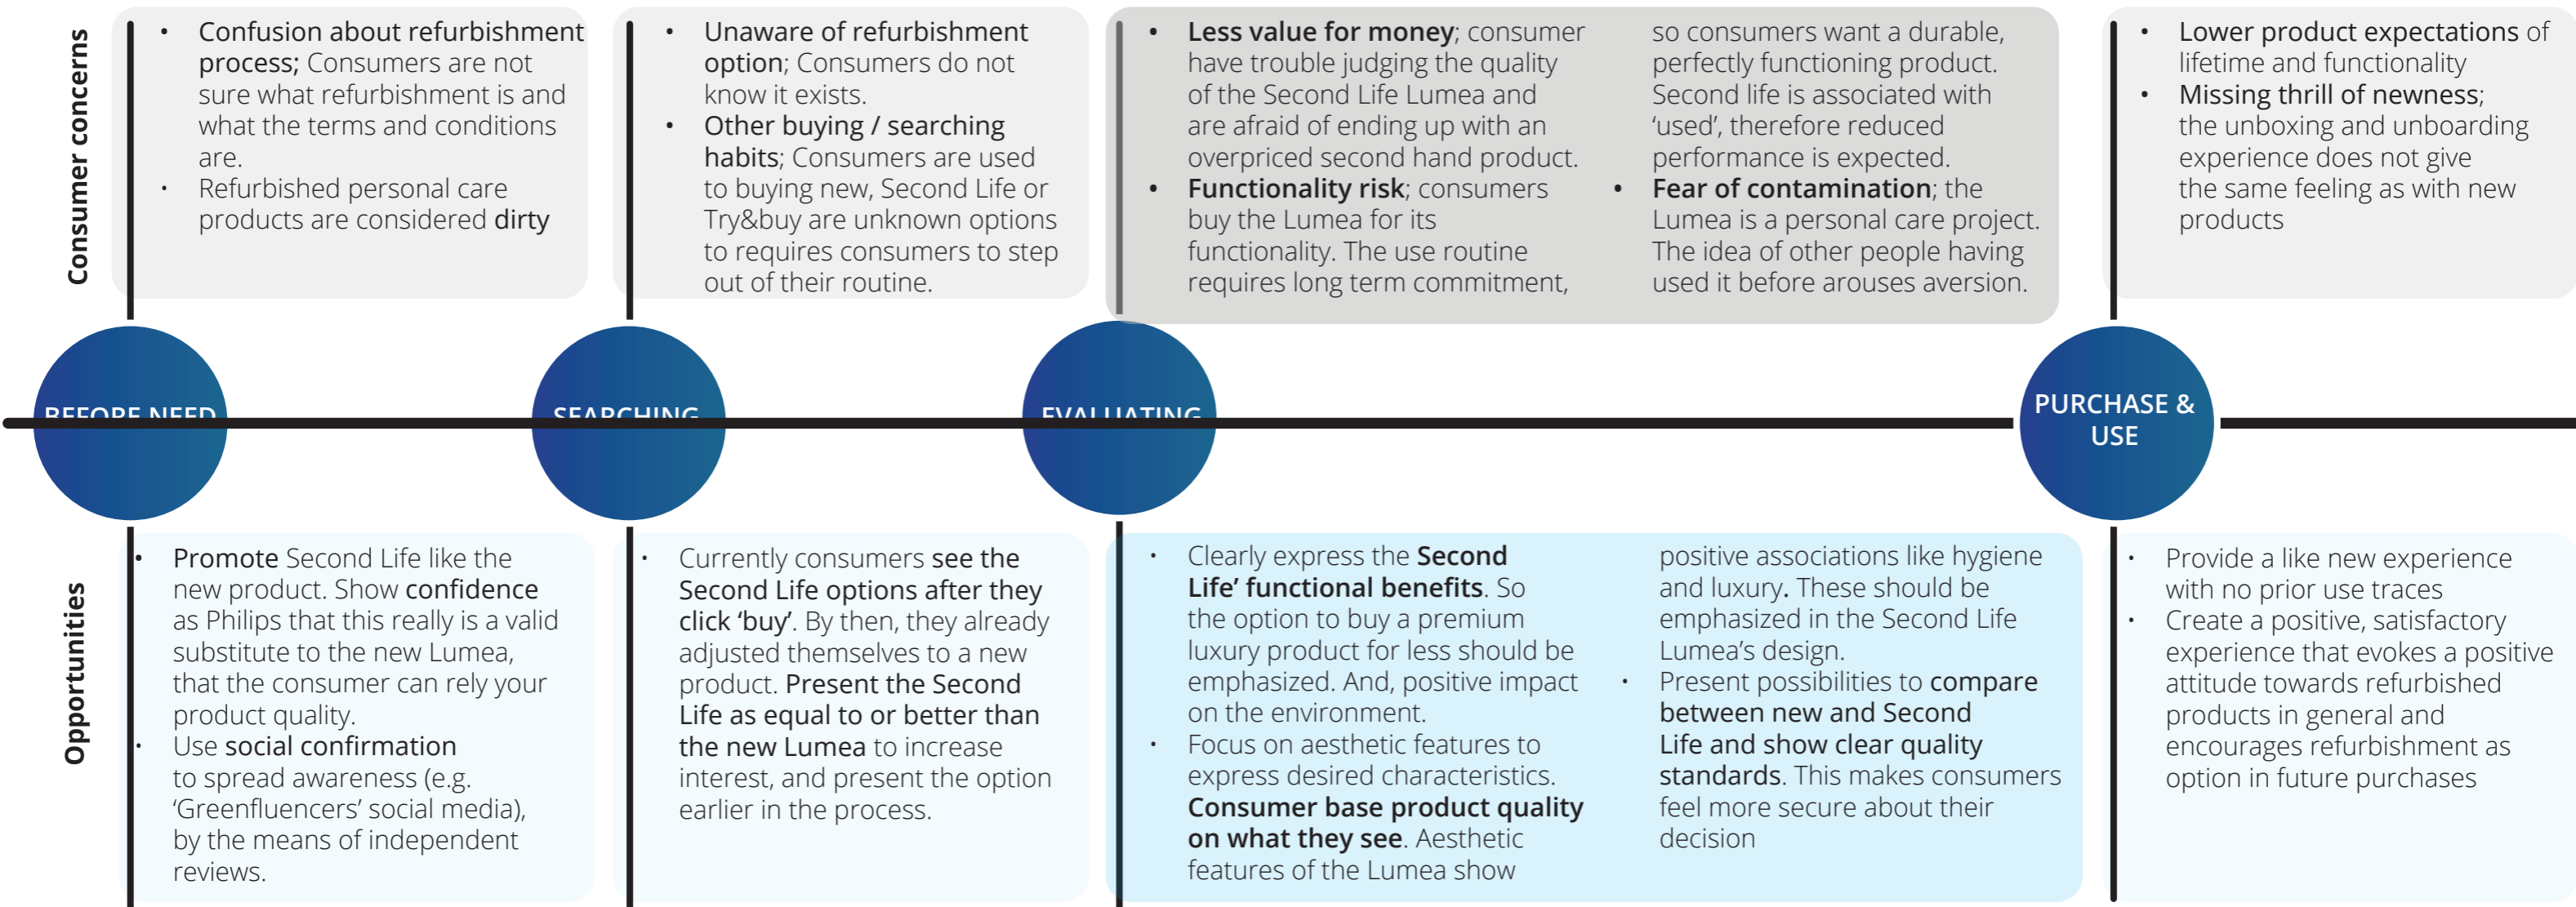 Consumer concerns
• Confusion about refurbishment
process; Consumers are not
sure what refurbishment is and
what the terms and conditions
are.
• Refurbished personal care
products are considered dirty
• Unaware of refurbishment
option; Consumers do not
know it exists.
• Other buying / searching
habits; Consumers are used
to buying new, Second Life or
Try&buy are unknown options
to requires consumers to step
out of their routine.
• Less value for money; consumer
have trouble judging the quality
of the Second Life Lumea and
are afraid of ending up with an
overpriced second hand product.
• Functionality risk; consumers
buy the Lumea for its
functionality. The use routine
requires long term commitment,
so consumers want a durable,
perfectly functioning product.
Second life is associated with
‘used’, therefore reduced
performance is expected.
• Fear of contamination; the
Lumea is a personal care project.
The idea of other people having
used it before arouses aversion.
• Lower product expectations of
lifetime and functionality
• Missing thrill of newness;
the unboxing and unboarding
experience does not give
the same feeling as with new
products
BEFORE NEED
SEARCHING
EVALUATING
PURCHASE &
USE
Opportunities
• Promote Second Life like the
new product. Show confidence
as Philips that this really is a valid
substitute to the new Lumea,
that the consumer can rely your
product quality.
• Use social confirmation
to spread awareness (e.g.
‘Greenfluencers’ social media),
by the means of independent
reviews.
• Currently consumers see the
Second Life options after they
click ‘buy’. By then, they already
adjusted themselves to a new
product. Present the Second
Life as equal to or better than
the new Lumea to increase
interest, and present the option
earlier in the process.
• Clearly express the Second
Life’ functional benefits. So
the option to buy a premium
luxury product for less should be
emphasized. And, positive impact
on the environment.
• Focus on aesthetic features to
express desired characteristics.
Consumer base product quality
on what they see. Aesthetic
features of the Lumea show
positive associations like hygiene
and luxury. These should be
emphasized in the Second Life
Lumea’s design.
• Present possibilities to compare
between new and Second
Life and show clear quality
standards. This makes consumers
feel more secure about their
decision
• Provide a like new experience
with no prior use traces
• Create a positive, satisfactory
experience that evokes a positive
attitude towards refurbished
products in general and
encourages refurbishment as
option in future purchases